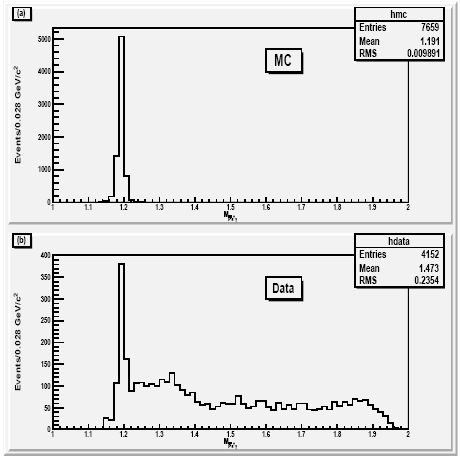 (a)
hmc
Entries 7659
Mean 1.191
RMS 0.009891
MC
Events/0.028 GeV/c²
5000
4000
3000
2000
1000
0
1 1.1 1.2 1.3 1.4 1.5 1.6 1.7 1.8 1.9 2
(b)
hdata
Entries 4152
Mean 1.473
RMS 0.2354
Data
Events/0.028 GeV/c²
400
350
300
250
200
150
100
50
0
1 1.1 1.2 1.3 1.4 1.5 1.6 1.7 1.8 1.9 2